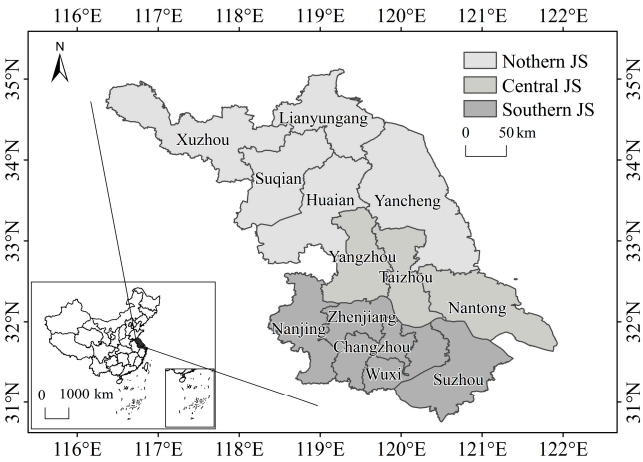 116°E 117°E 118°E 119°E 120°E 121°E 122°E
N
35°N
35°N
Nothern JS
Central JS
Southern JS
0 50 km
Lianyungang
Xuzhou
34°N
34°N
Suqian
Huaian
Yancheng
33°N
33°N
Yangzhou
Taizhou
Nantong
32°N
32°N
Zhenjiang
Nanjing
Changzhou
Wuxi
Suzhou
0 1000 km
31°N
31°N
116°E 117°E 118°E 119°E 120°E 121°E 122°E